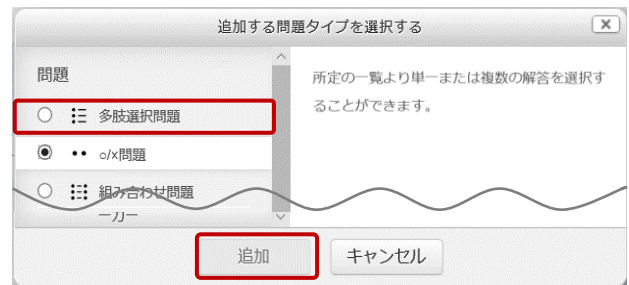 追加する問題タイプを選択する
問題
多肢選択問題
o/x問題
組み合わせ問題
ーカー
所定の一覧より単一または複数の解答を選択す
ることができます。
追加
キャンセル